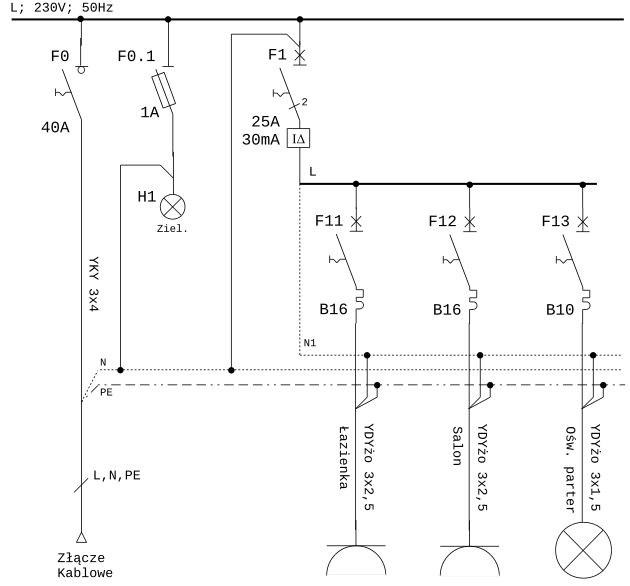 L; 230V; 50Hz
F0
F0.1
F1
1A
2
40A
25A
30mA
IΔ
L
H1
Ziel.
F11
F12
F13
YKY 3x4
B16
B16
B10
N1
N
PE
Łazienka
YDYżo 3x2,5
Salon
YDYżo 3x2,5
Ośw. parter
YDYżo 3x1,5
L,N,PE
Złącze
Kablowe